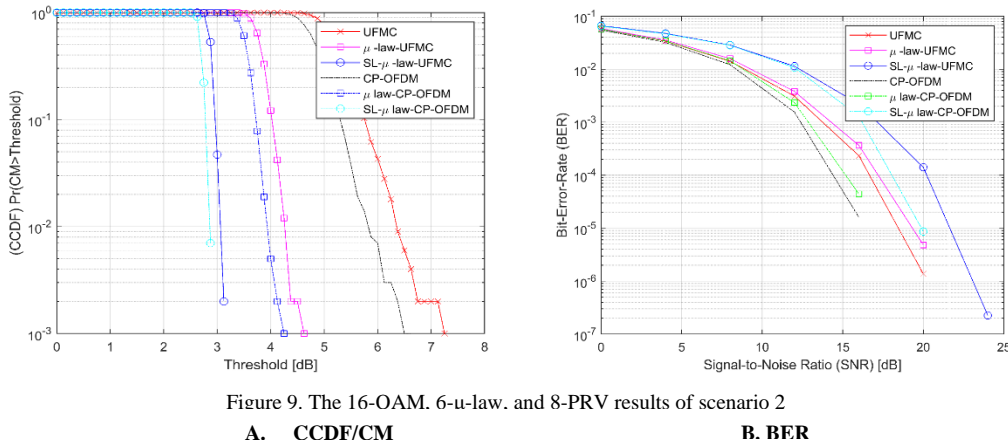 10^0
10^-1
10^-2
10^-3
(CCDF) Pr(CM>Threshold)
0 1 2 3 4 5 6 7 8
Threshold [dB]
UFMC
μ -law-UFMC
SL-μ -law-UFMC
CP-OFDM
μ law-CP-OFDM
SL-μ law-CP-OFDM
10^-1
10^-2
10^-3
10^-4
10^-5
10^-6
10^-7
Bit-Error-Rate (BER)
0 5 10 15 20 25
Signal-to-Noise Ratio (SNR) [dB]
UFMC
μ -law-UFMC
SL-μ -law-UFMC
CP-OFDM
μ law-CP-OFDM
SL-μ law-CP-OFDM
Figure 9. The 16-QAM, 6-μ-law, and 8-PRV results of scenario 2
A. CCDF/CM B. BER